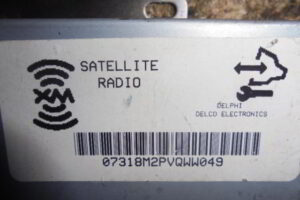 SATELLITE
RADIO
XM
DELPHI
DELCO ELECTRONICS
07318M2PVQWW049